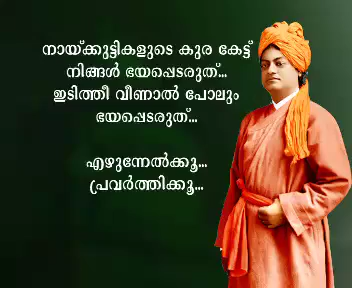 നായ്ക്കുട്ടികളുടെ കുര കേട്ട്
നിങ്ങൾ ഭയപ്പെടരുത്...
ഇടിത്തീ വീണാൽ പോലും
ഭയപ്പെടരുത്...
എഴുന്നേൽക്കൂ...
പ്രവർത്തിക്കൂ...